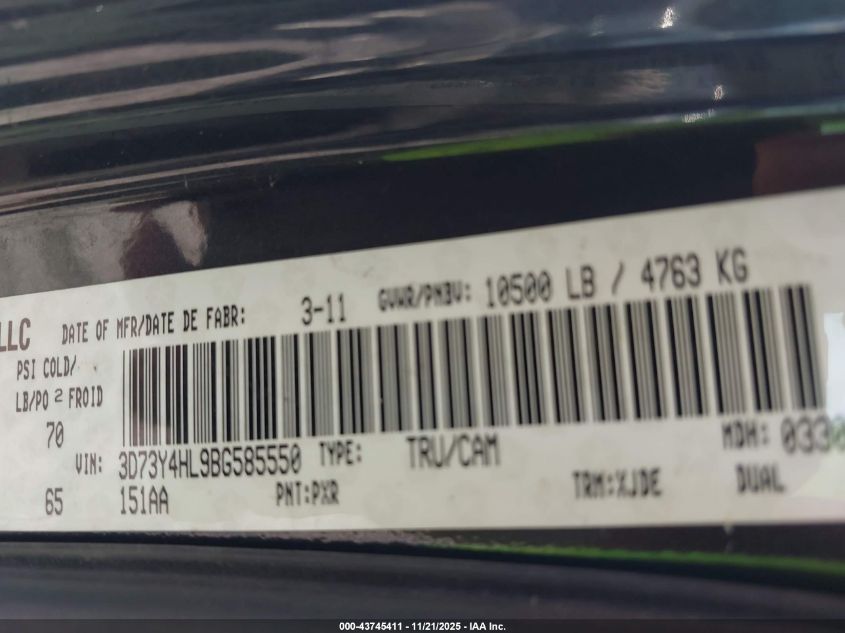 LLC DATE OF MFR/DATE DE FABR: 3-11 GVWR/PNBV: 10500 LB / 4763 KG
PSI COLD/
LB/PO 2 FROID
70
VIN: 3D73Y4HL9BG585550 TYPE: TRU/CAM MDH: 0330
65 151AA PNT:PXR TRM:XJDE DUAL
000-43745411 - 11/21/2025 - IAA Inc.